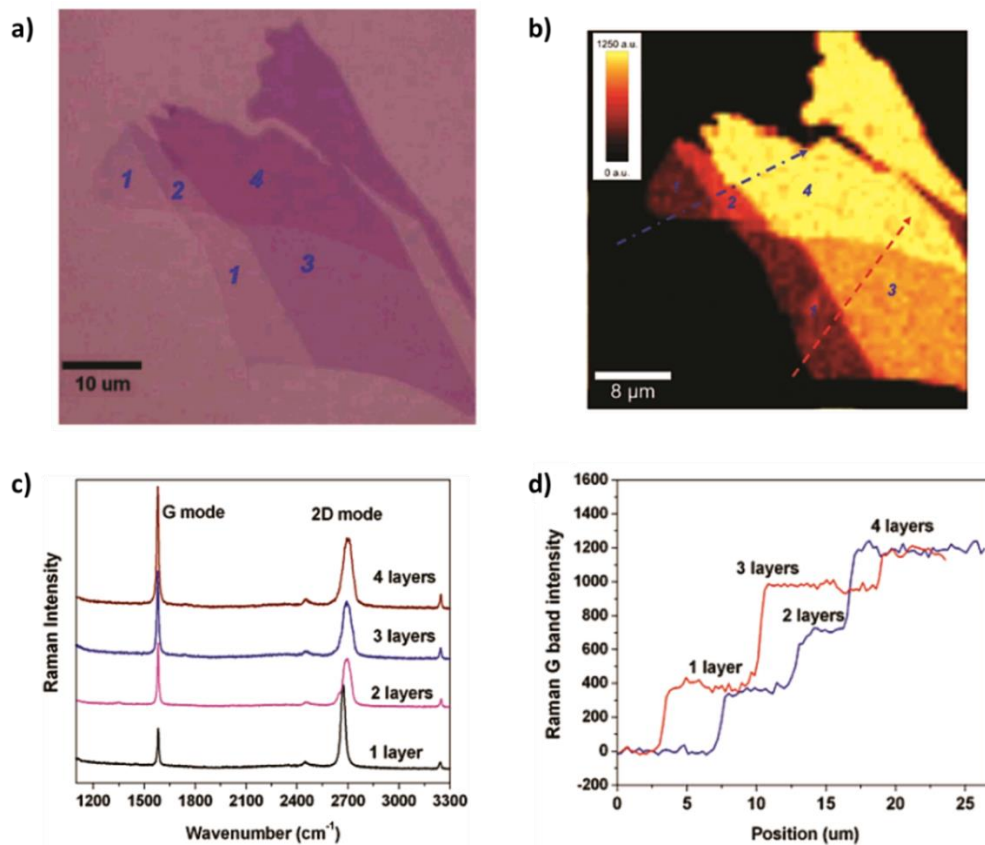 a)
1
2
4
1
3
10 um
b)
1250 a.u.
0 a.u.
1
2
4
3
1
8 µm
c)
G mode
2D mode
4 layers
3 layers
2 layers
1 layer
Raman Intensity
1200 1500 1800 2100 2400 2700 3000 3300
Wavenumber (cm⁻¹)
d)
1600
1400
1200
1000
800
600
400
200
0
-200
4 layers
3 layers
2 layers
1 layer
Raman G band intensity
0 5 10 15 20 25
Position (um)